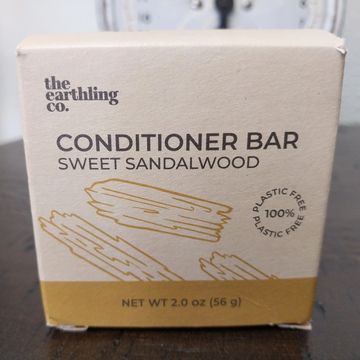 the
earthling
co.
CONDITIONER BAR
SWEET SANDALWOOD
PLASTIC FREE
100%
PLASTIC FREE
NET WT 2.0 oz (56 g)